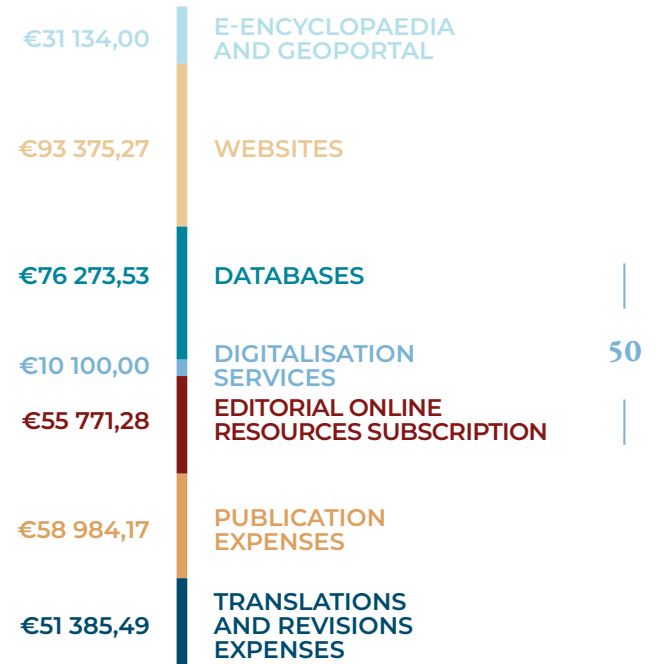 €31 134,00
E-ENCYCLOPAEDIA
AND GEOPORTAL
€93 375,27
WEBSITES
€76 273,53
DATABASES
€10 100,00
DIGITALISATION
SERVICES
50
€55 771,28
EDITORIAL ONLINE
RESOURCES SUBSCRIPTION
€58 984,17
PUBLICATION
EXPENSES
€51 385,49
TRANSLATIONS
AND REVISIONS
EXPENSES